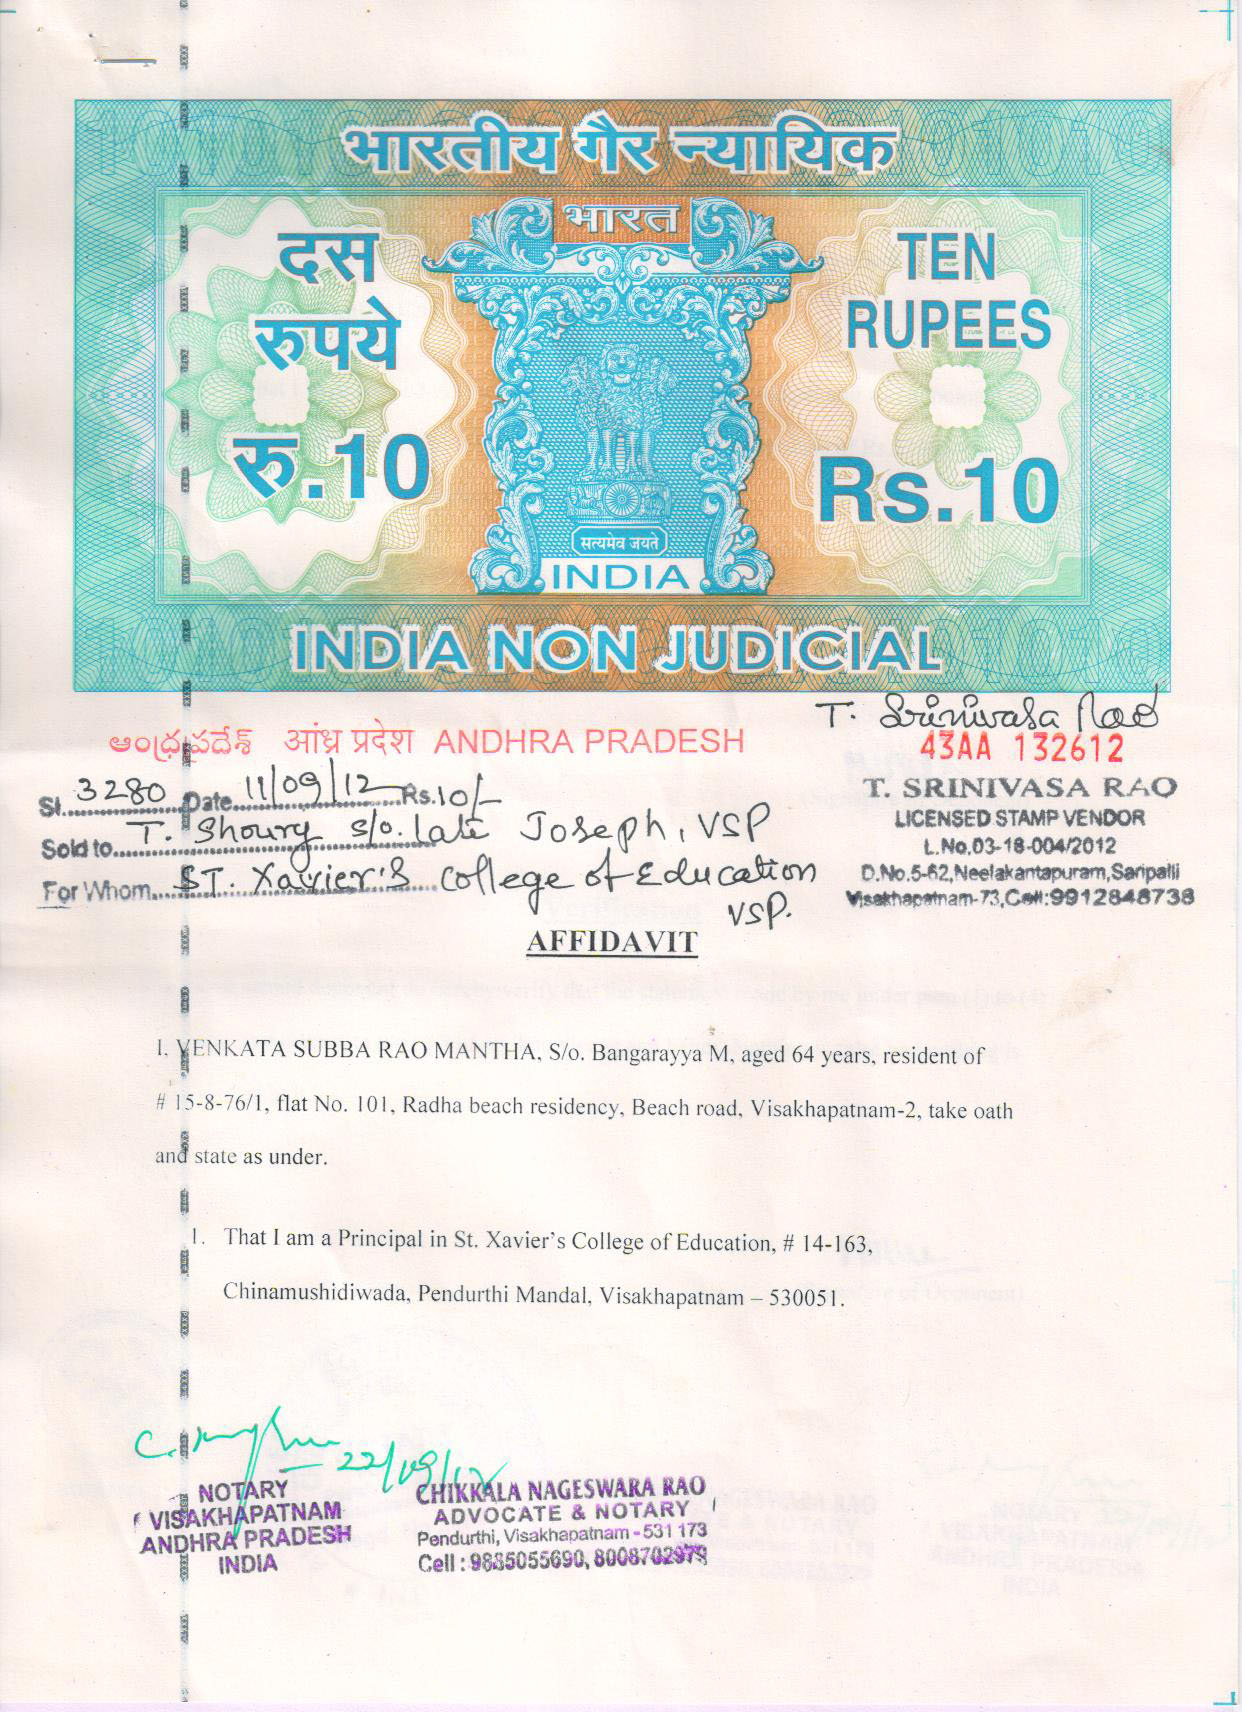 भारतीय गैर न्यायिक
भारत
दस
रुपये
रु.10
TEN
RUPEES
Rs.10
सत्यमेव जयते
INDIA
INDIA NON JUDICIAL
T. Srinivasa Rao
ఆంధ్ర ప్రదేశ్ आंध्र प्रदेश ANDHRA PRADESH
43AA 132612
Sl. 3280 Date 11/09/12 Rs. 10/-
Sold to T. Shoury S/o. late Joseph, VSP
For Whom ST. Xavier's College of Education
VSP.
T. SRINIVASA RAO
LICENSED STAMP VENDOR
L.No.03-18-004/2012
D.No.5-62, Neelakantapuram, Saripalli
Visakhapatnam-73, Cell:9912848738
AFFIDAVIT
I, VENKATA SUBBA RAO MANTHA, S/o. Bangarayya M, aged 64 years, resident of
# 15-8-76/1, flat No. 101, Radha beach residency, Beach road, Visakhapatnam-2, take oath
and state as under.
1. That I am a Principal in St. Xavier's College of Education, # 14-163,
Chinamushidiwada, Pendurthi Mandal, Visakhapatnam – 530051.
22/09/12
NOTARY
VISAKHAPATNAM
ANDHRA PRADESH
INDIA
CHIKKALA NAGESWARA RAO
ADVOCATE & NOTARY
Pendurthi, Visakhapatnam - 531 173
Cell : 9885055690, 8008702979